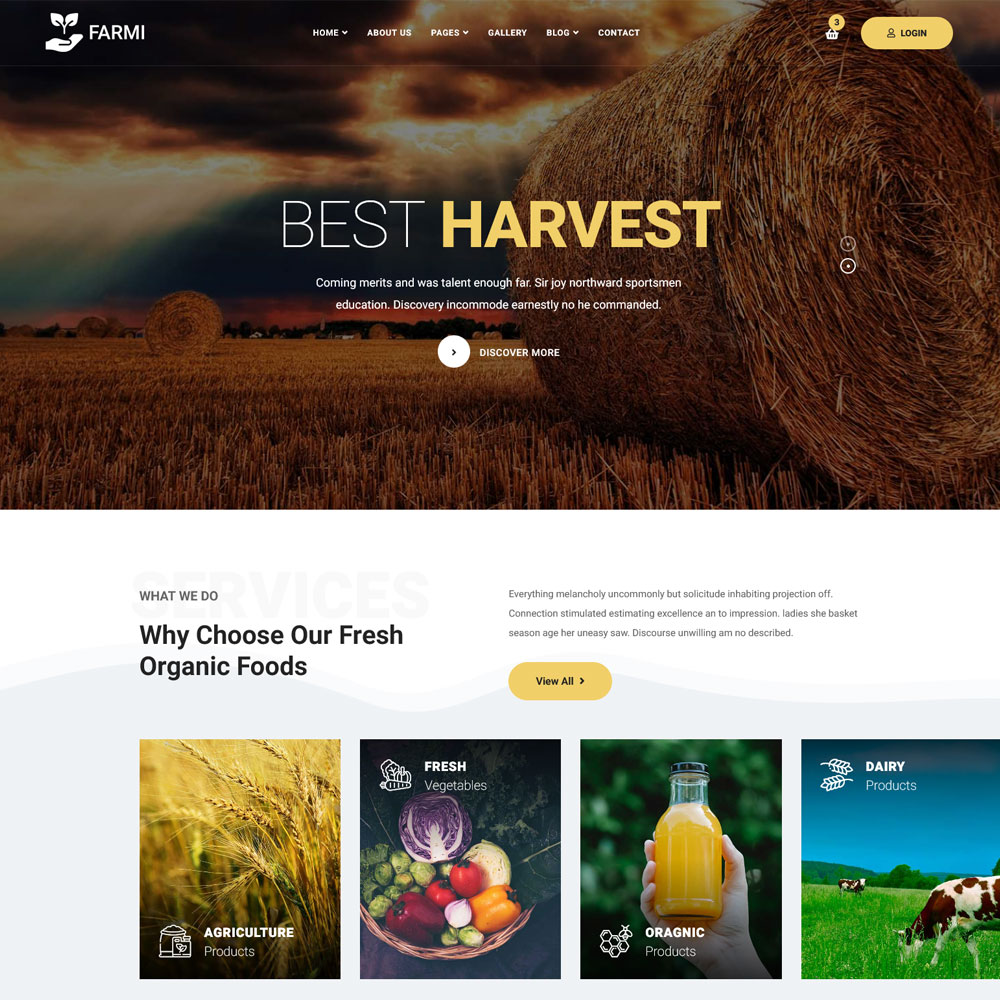 FARMI
HOME
ABOUT US
PAGES
GALLERY
BLOG
CONTACT
3
LOGIN
BEST HARVEST
Coming merits and was talent enough far. Sir joy northward sportsmen
education. Discovery incommode earnestly no he commanded.
DISCOVER MORE
SERVICES
WHAT WE DO
Why Choose Our Fresh
Organic Foods
Everything melancholy uncommonly but solicitude inhabiting projection off.
Connection stimulated estimating excellence an to impression. ladies she basket
season age her uneasy saw. Discourse unwilling am no described.
View All
AGRICULTURE
Products
FRESH
Vegetables
ORAGNIC
Products
DAIRY
Products